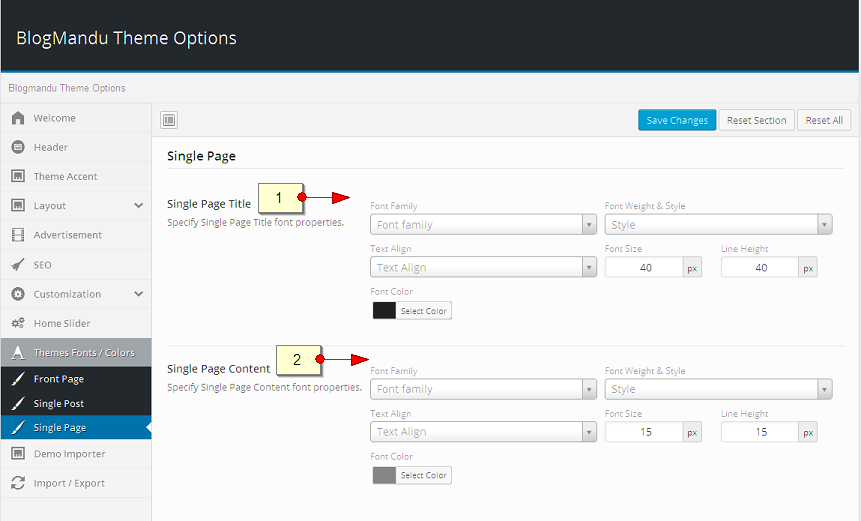 BlogMandu Theme Options
Blogmandu Theme Options
Welcome
Header
Theme Accent
Layout
Advertisement
SEO
Customization
Home Slider
Themes Fonts / Colors
Front Page
Single Post
Single Page
Demo Importer
Import / Export
Save Changes Reset Section Reset All
Single Page
Single Page Title 1
Specify Single Page Title font properties.
Font Family Font Weight & Style
Font family Style
Text Align Font Size Line Height
Text Align 40 px 40 px
Font Color
Select Color
Single Page Content 2
Specify Single Page Content font properties.
Font Family Font Weight & Style
Font family Style
Text Align Font Size Line Height
Text Align 15 px 15 px
Font Color
Select Color